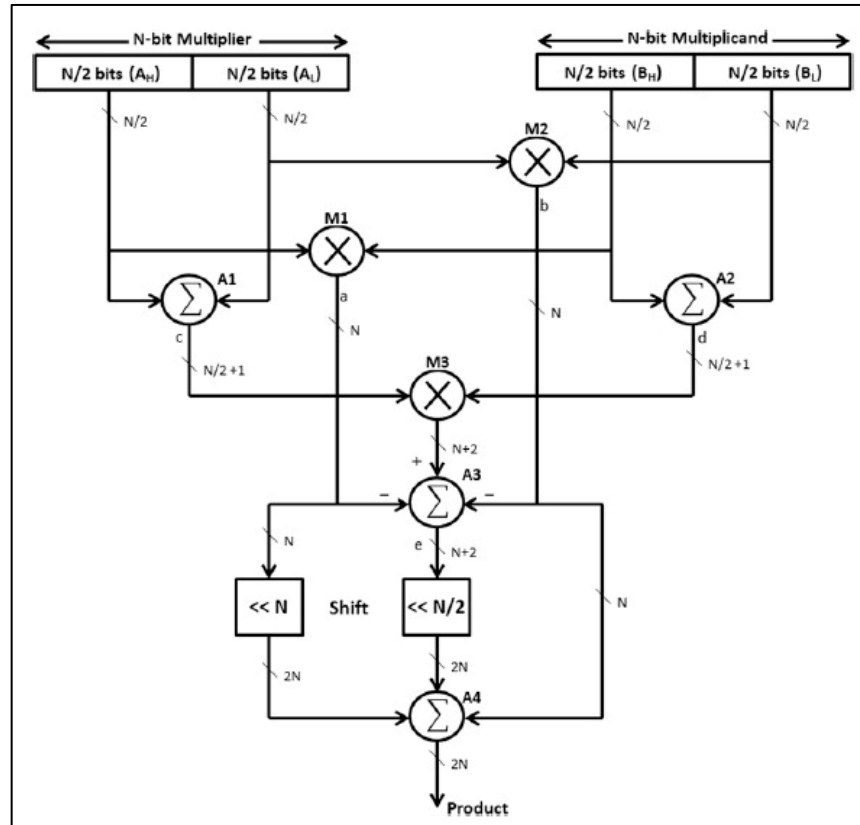 N-bit Multiplier
N-bit Multiplicand
N/2 bits (A_H)
N/2 bits (A_L)
N/2 bits (B_H)
N/2 bits (B_L)
N/2
N/2
N/2
N/2
M2
b
M1
a
A1
c
A2
d
N
N
N/2 +1
N/2+1
M3
N+2
+
A3
−
−
e
N
N+2
N
<< N
Shift
<< N/2
2N
2N
A4
2N
Product